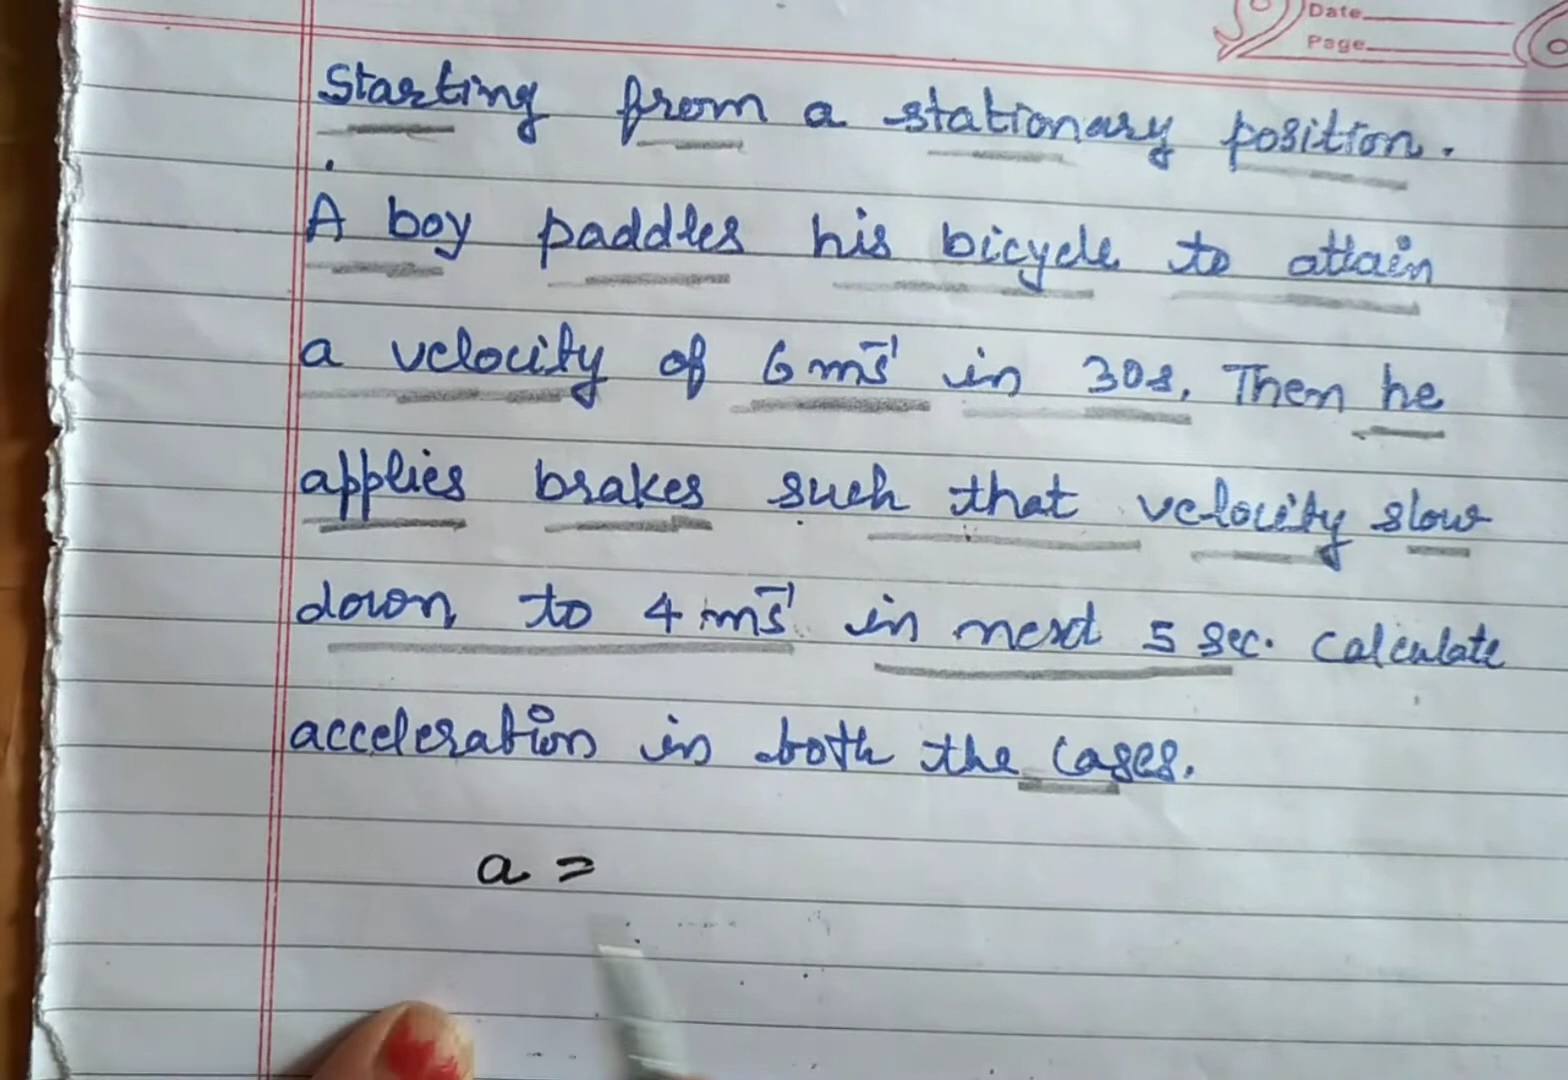 Date
Page
Starting from a stationary position.
A boy paddles his bicycle to attain
a velocity of 6 ms⁻¹ in 30s. Then he
applies brakes such that velocity slow
down to 4 ms⁻¹ in next 5 sec. Calculate
acceleration in both the cases.
a =